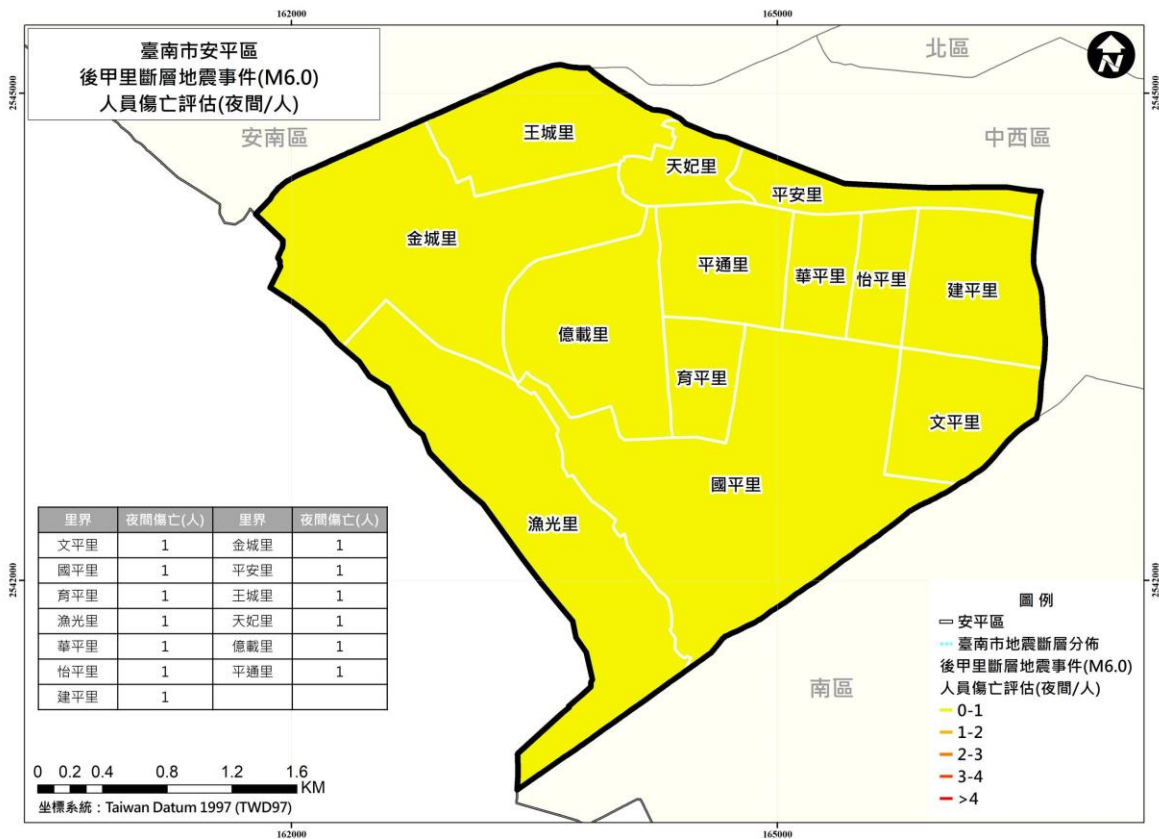 162000
165000
臺南市安平區
後甲里斷層地震事件(M6.0)
人員傷亡評估(夜間/人)
北區
N
2545000
2545000
安南區
中西區
王城里
天妃里
平安里
金城里
平通里
華平里
怡平里
建平里
億載里
育平里
文平里
國平里
漁光里
里界 夜間傷亡(人) 里界 夜間傷亡(人)
文平里 1 金城里 1
國平里 1 平安里 1
育平里 1 王城里 1
漁光里 1 天妃里 1
華平里 1 億載里 1
怡平里 1 平通里 1
建平里 1
2542000
2542000
圖例
安平區
臺南市地震斷層分佈
後甲里斷層地震事件(M6.0)
人員傷亡評估(夜間/人)
0-1
1-2
2-3
3-4
>4
南區
0 0.2 0.4 0.8 1.2 1.6
KM
坐標系統：Taiwan Datum 1997 (TWD97)
162000
165000